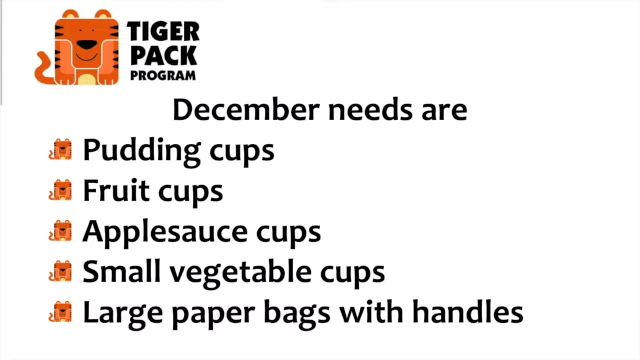 TIGER
PACK
PROGRAM
December needs are
Pudding cups
Fruit cups
Applesauce cups
Small vegetable cups
Large paper bags with handles